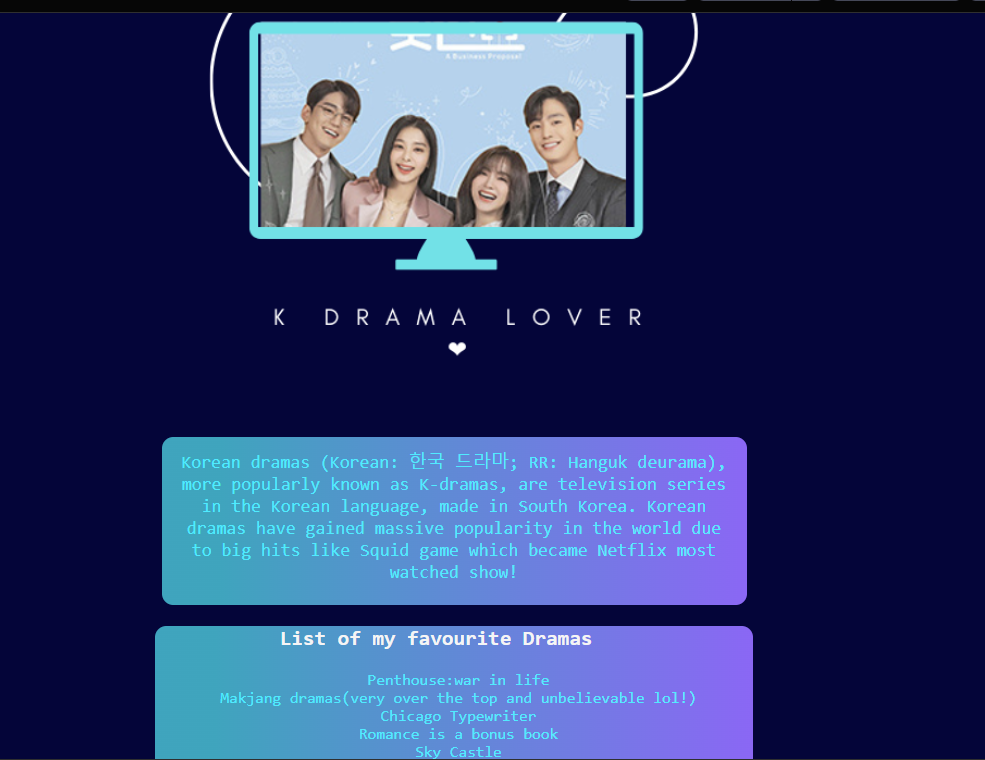 A Business Proposal
K DRAMA LOVER
❤
Korean dramas (Korean: 한국 드라마; RR: Hanguk deurama),
more popularly known as K-dramas, are television series
in the Korean language, made in South Korea. Korean
dramas have gained massive popularity in the world due
to big hits like Squid game which became Netflix most
watched show!
List of my favourite Dramas
Penthouse:war in life
Makjang dramas(very over the top and unbelievable lol!)
Chicago Typewriter
Romance is a bonus book
Sky Castle